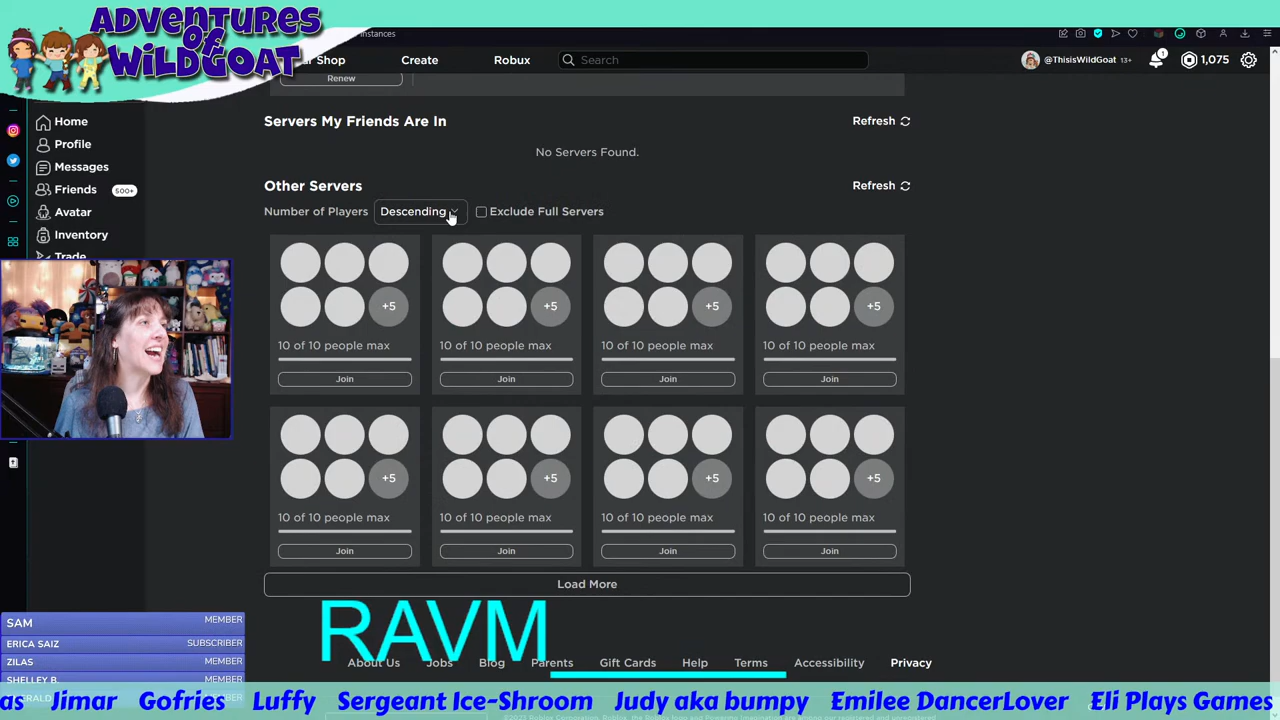 ADVENTURES
OF
WILDGOAT
Instances
Shop
Create
Robux
Search
@ThisisWildGoat 13+
1
1,075
Renew
Home
Profile
Messages
Friends
500+
Avatar
Inventory
Trade
Servers My Friends Are In
Refresh
No Servers Found.
Other Servers
Refresh
Number of Players
Descending
Exclude Full Servers
+5
+5
+5
+5
10 of 10 people max
10 of 10 people max
10 of 10 people max
10 of 10 people max
Join
Join
Join
Join
+5
+5
+5
+5
10 of 10 people max
10 of 10 people max
10 of 10 people max
10 of 10 people max
Join
Join
Join
Join
Load More
RAVM
SAM MEMBER
ERICA SAIZ SUBSCRIBER
ZILAS MEMBER
SHELLEY B. MEMBER
About Us
Jobs
Blog
Parents
Gift Cards
Help
Terms
Accessibility
Privacy
as Jimar Gofries Luffy Sergeant Ice-Shroom Judy aka bumpy Emilee DancerLover Eli Plays Games